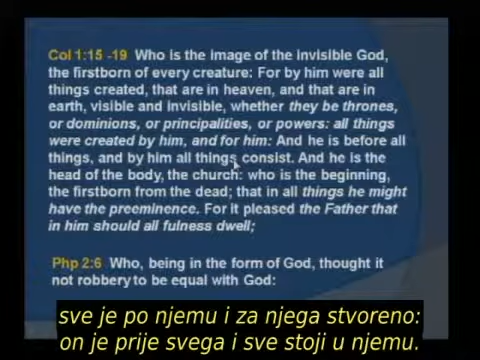 Col 1:15 -19 Who is the image of the invisible God,
the firstborn of every creature: For by him were all
things created, that are in heaven, and that are in
earth, visible and invisible, whether they be thrones,
or dominions, or principalities, or powers: all things
were created by him, and for him: And he is before all
things, and by him all things consist. And he is the
head of the body, the church: who is the beginning,
the firstborn from the dead; that in all things he might
have the preeminence. For it pleased the Father that
in him should all fulness dwell;
Php 2:6 Who, being in the form of God, thought it
not robbery to be equal with God:
sve je po njemu i za njega stvoreno:
on je prije svega i sve stoji u njemu.